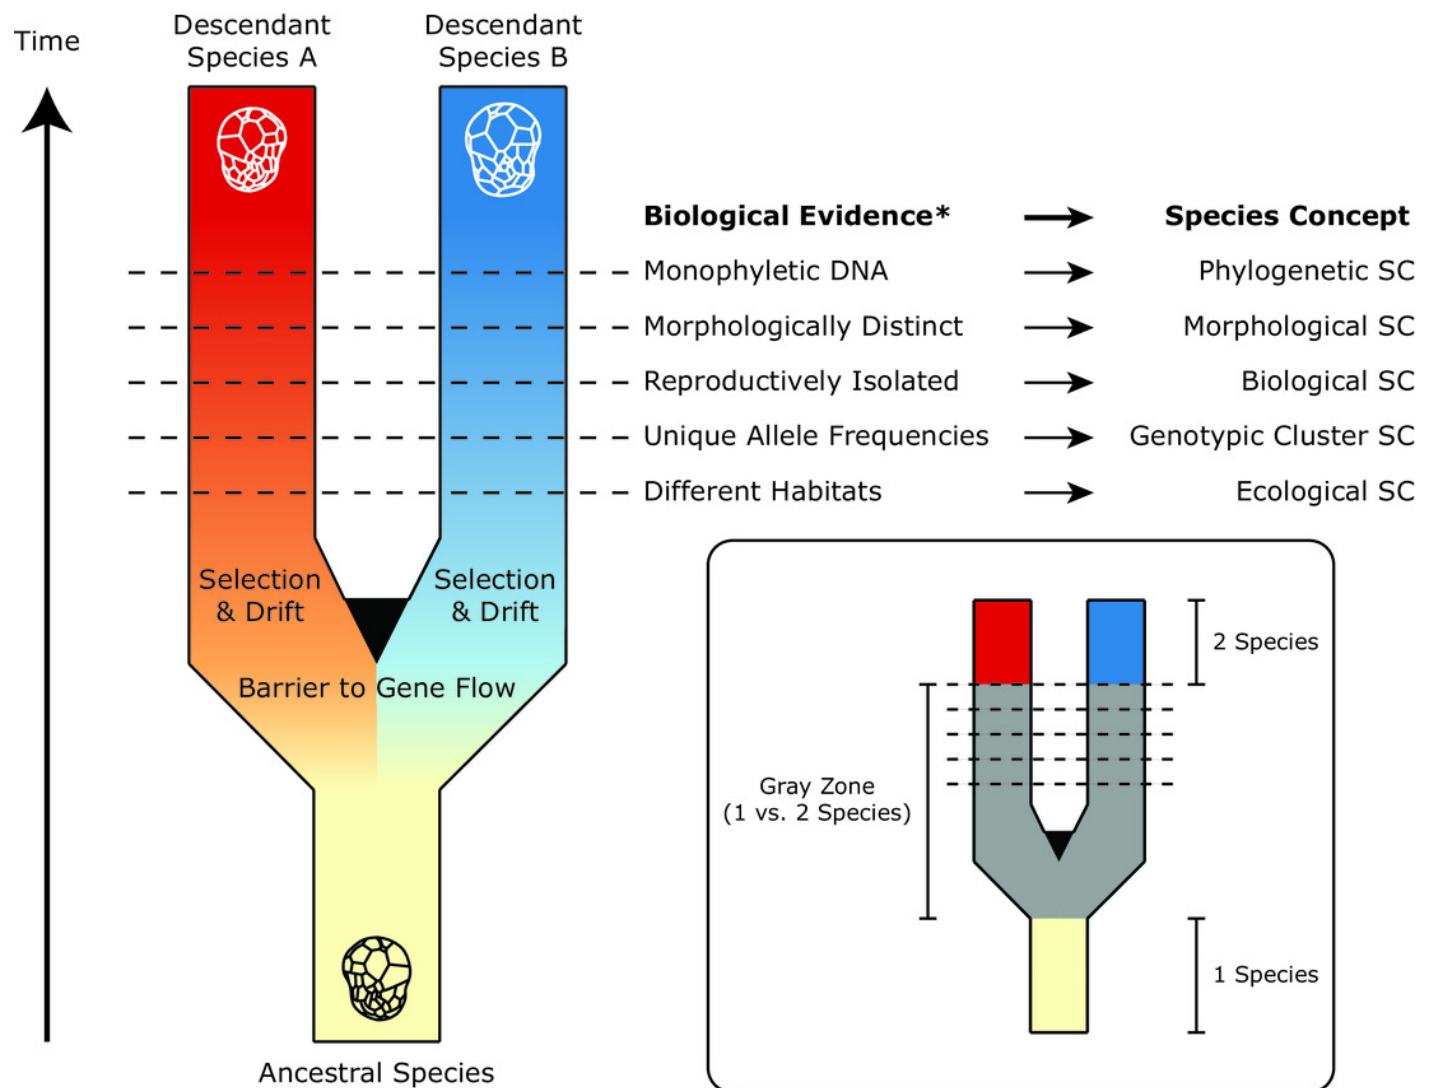 Time
Descendant
Species A
Descendant
Species B
Biological Evidence* Species Concept
Monophyletic DNA Phylogenetic SC
Morphologically Distinct Morphological SC
Reproductively Isolated Biological SC
Unique Allele Frequencies Genotypic Cluster SC
Different Habitats Ecological SC
Selection
& Drift
Selection
& Drift
Barrier to Gene Flow
Ancestral Species
2 Species
Gray Zone
(1 vs. 2 Species)
1 Species